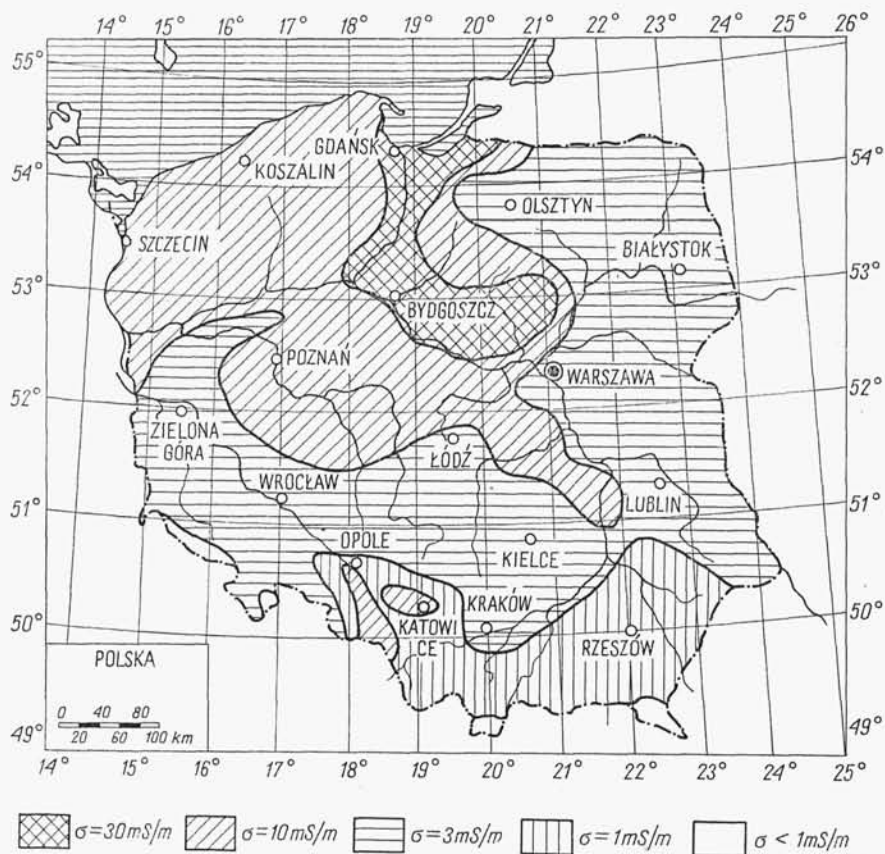 14° 15° 16° 17° 18° 19° 20° 21° 22° 23° 24° 25° 26°
55° 55°
GDAŃSK
KOSZALIN
54° 54°
OLSZTYN
SZCZECIN
BIAŁYSTOK
53° 53°
BYDGOSZCZ
POZNAŃ
WARSZAWA
52° 52°
ZIELONA
GÓRA
ŁÓDŹ
WROCŁAW
LUBLIN
51° 51°
OPOLE
KIELCE
KRAKÓW
50° 50°
KATOWI
CE
RZESZÓW
POLSKA
0 40 80
20 60 100 km
49° 49°
14° 15° 16° 17° 18° 19° 20° 21° 22° 23° 24° 25°
σ=30mS/m σ=10mS/m σ=3mS/m σ=1mS/m σ<1mS/m